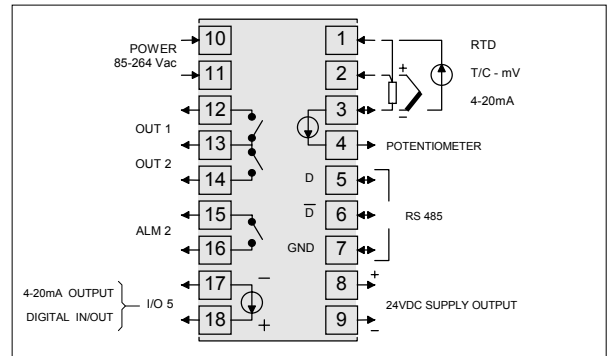 POWER
85-264 Vac
10
11
12
OUT 1
13
OUT 2
14
15
ALM 2
16
17
−
4-20mA OUTPUT
I/O 5
DIGITAL IN/OUT
18
+
1
RTD
2
+
T/C - mV
3
−
4-20mA
4
POTENTIOMETER
D
5
D̅
6
RS 485
GND
7
8
+
24VDC SUPPLY OUTPUT
9
−